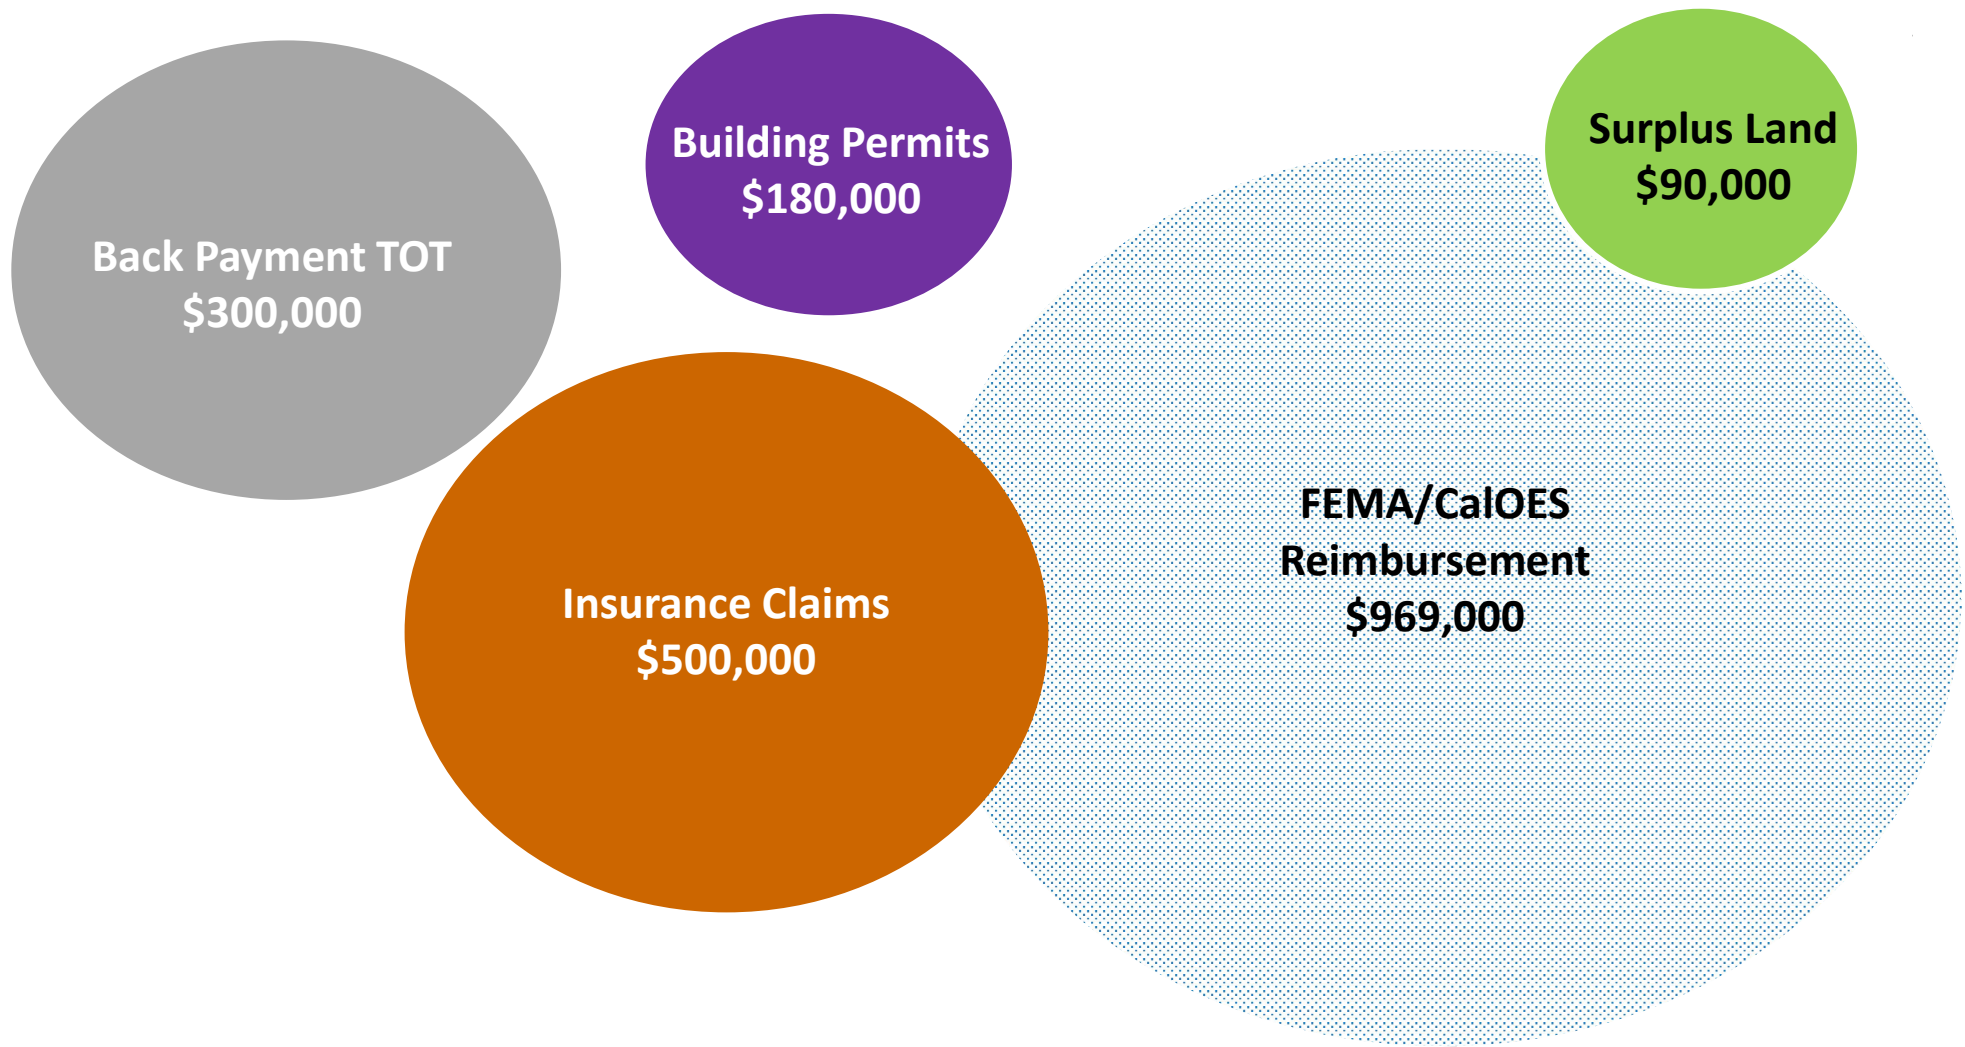 Building Permits
$180,000
Surplus Land
$90,000
Back Payment TOT
$300,000
FEMA/CalOES
Reimbursement
$969,000
Insurance Claims
$500,000